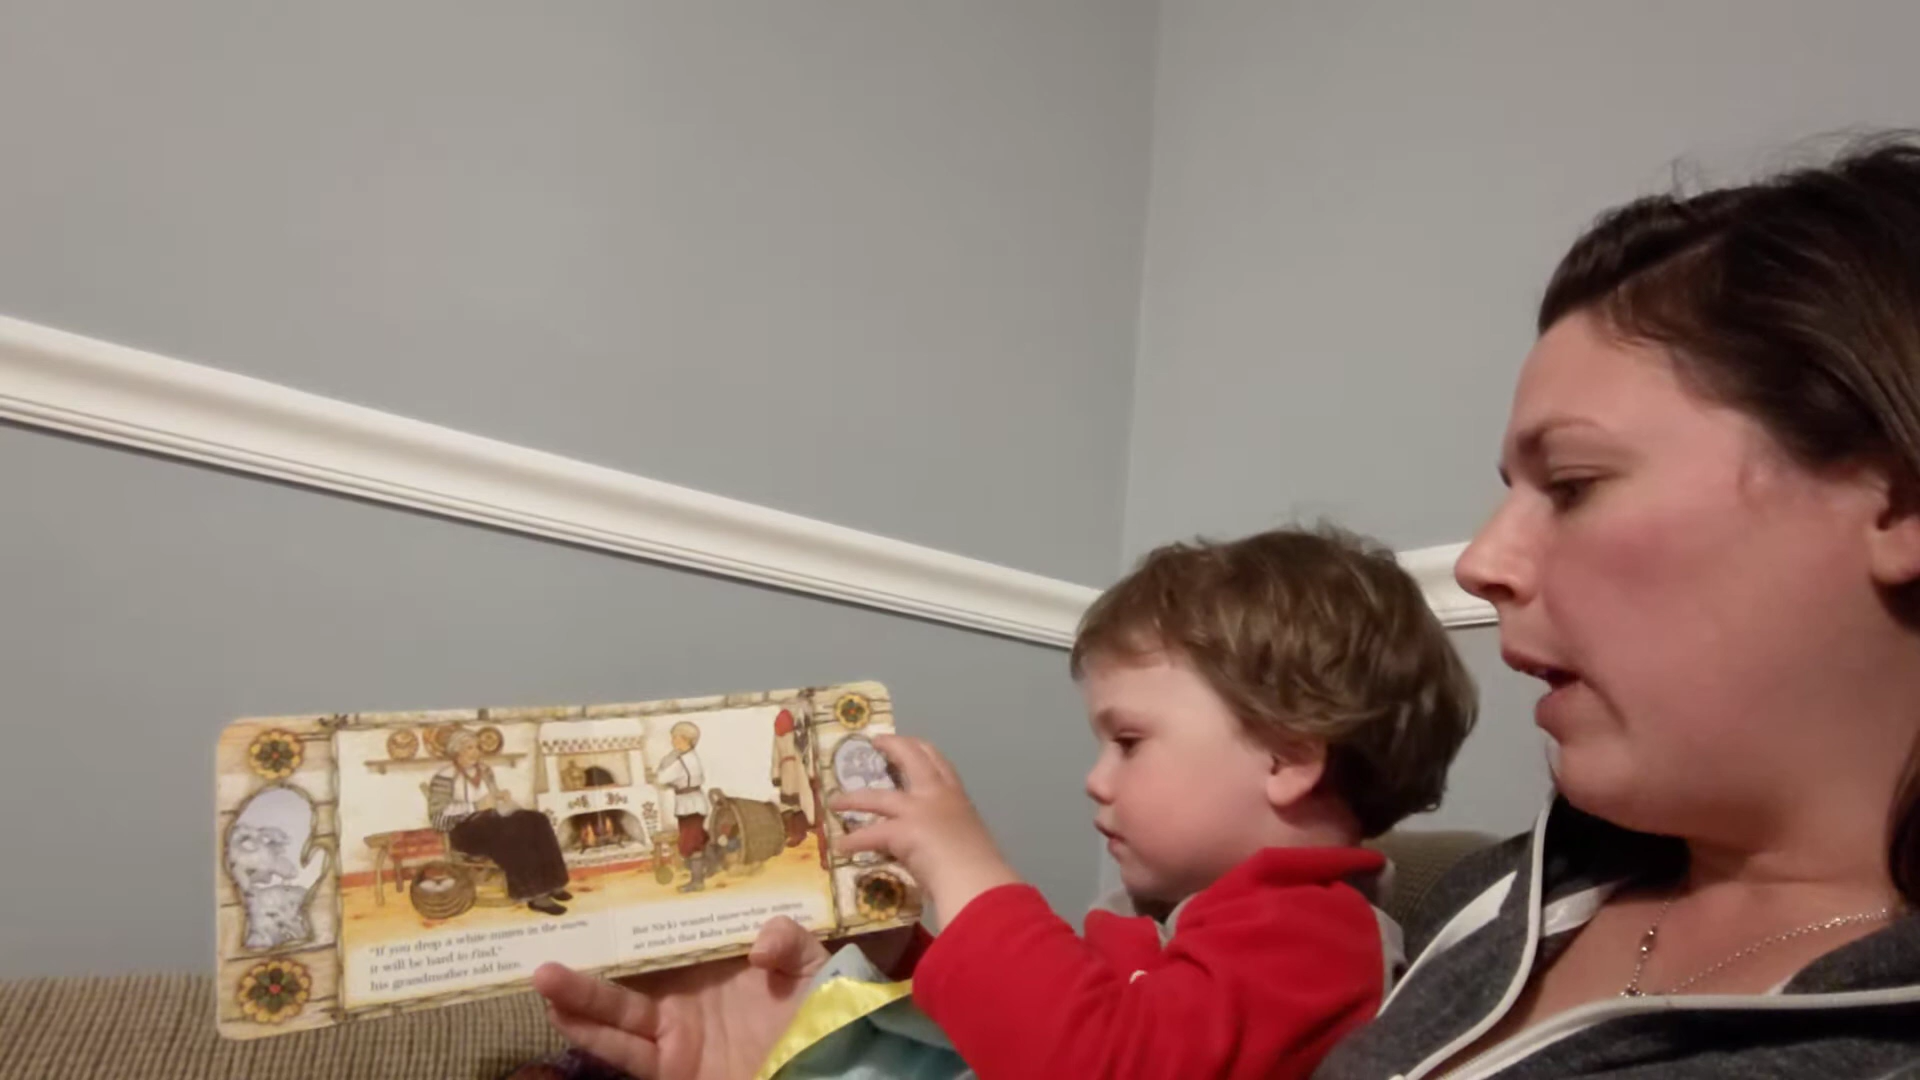 "If you drop a white mitten in the snow,
it will be hard to find,"
his grandmother told him.
But Nicki wanted snow-white mittens
so much that Baba made